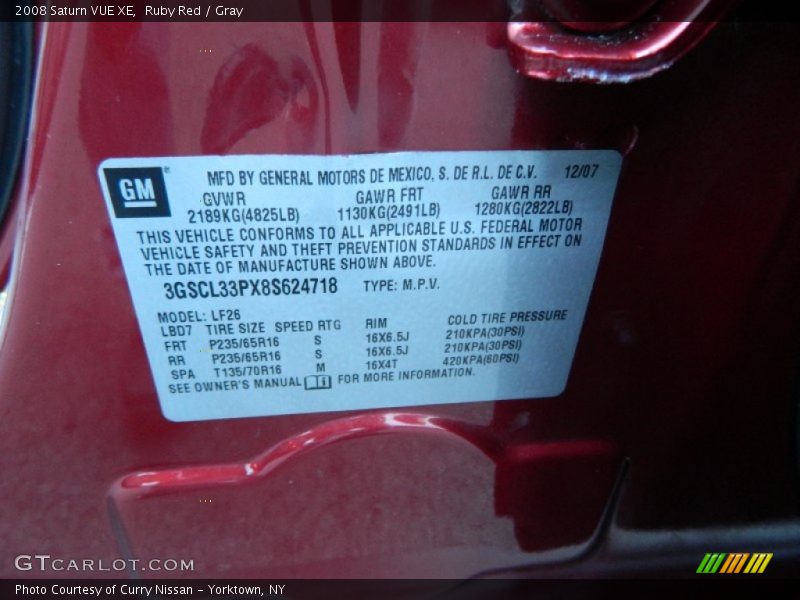 2008 Saturn VUE XE, Ruby Red / Gray
GM
MFD BY GENERAL MOTORS DE MEXICO, S. DE R.L. DE C.V. 12/07
GVWR GAWR FRT GAWR RR
2189KG(4825LB) 1130KG(2491LB) 1280KG(2822LB)
THIS VEHICLE CONFORMS TO ALL APPLICABLE U.S. FEDERAL MOTOR
VEHICLE SAFETY AND THEFT PREVENTION STANDARDS IN EFFECT ON
THE DATE OF MANUFACTURE SHOWN ABOVE.
3GSCL33PX8S624718 TYPE: M.P.V.
MODEL: LF26
LBD7 TIRE SIZE SPEED RTG RIM COLD TIRE PRESSURE
FRT P235/65R16 S 16X6.5J 210KPA(30PSI)
RR P235/65R16 S 16X6.5J 210KPA(30PSI)
SPA T135/70R16 M 16X4T 420KPA(60PSI)
SEE OWNER'S MANUAL FOR MORE INFORMATION.
GTCARLOT.COM
Photo Courtesy of Curry Nissan - Yorktown, NY